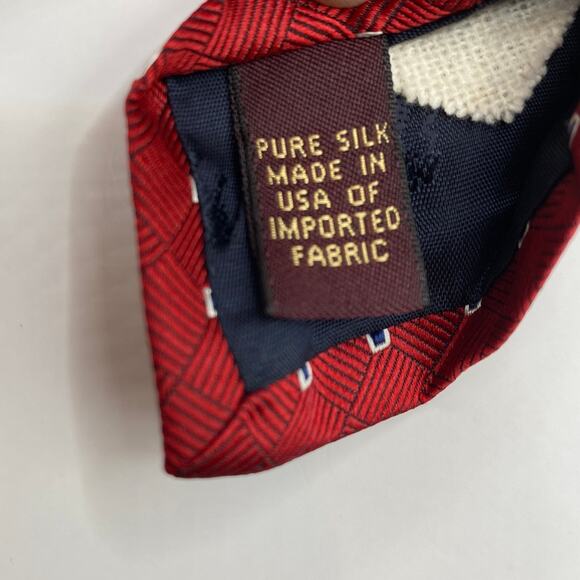 PURE SILK
MADE IN
USA OF
IMPORTED
FABRIC